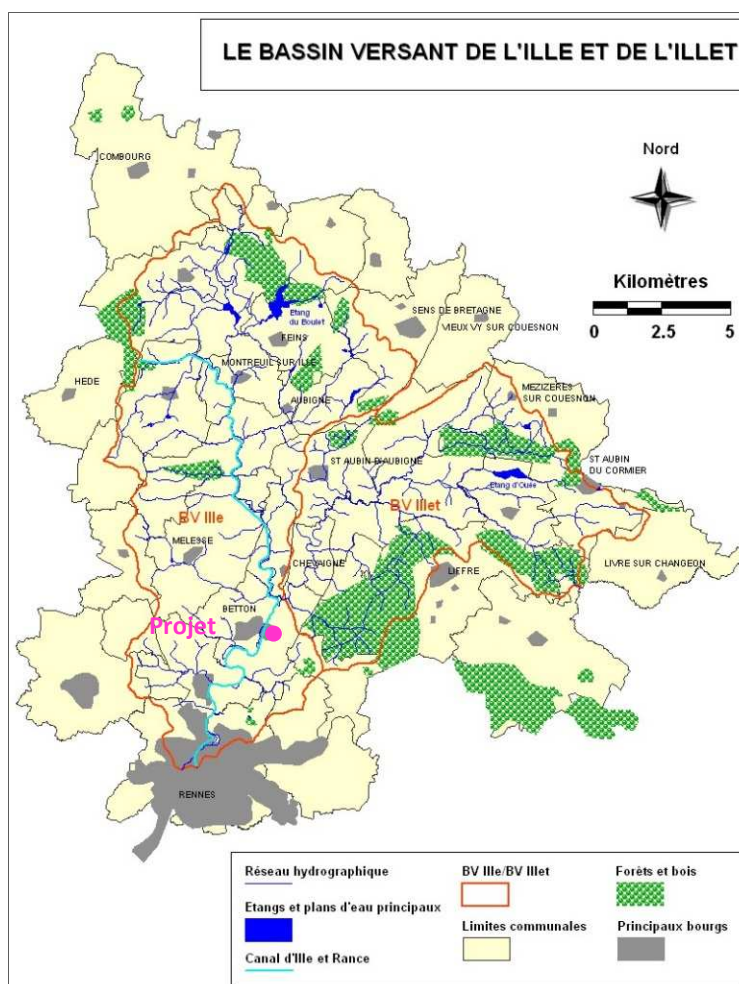 LE BASSIN VERSANT DE L'ILLE ET DE L'ILLET
Nord
Kilomètres
0 2.5 5
COMBOURG
Etang
du Boulet
SENS DE BRETAGNE
VIEUX VY SUR COUESNON
FEINS
MONTREUIL SUR ILLE
HEDE
MEZIZERES
SUR COUESNON
AUBIGNE
ST AUBIN D'AUBIGNE
ST AUBIN
DU CORMIER
Etang d'Ouée
BV Ille
BV Illet
MELESSE
CHEVAIGNE
LIFFRE
LIVRE SUR CHANGEON
BETTON
Projet
RENNES
Réseau hydrographique
BV Ille/BV Illet
Forêts et bois
Etangs et plans d'eau principaux
Limites communales
Principaux bourgs
Canal d'Ille et Rance